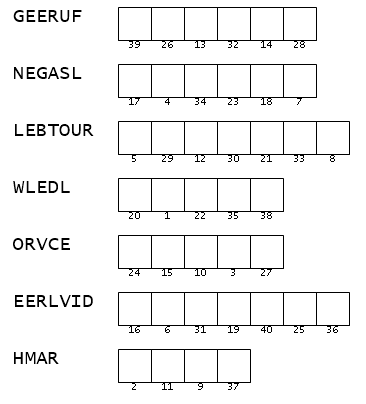 GEERUF
39 26 13 32 14 28
NEGASL
17 4 34 23 18 7
LEBTOUR
5 29 12 30 21 33 8
WLEDL
20 1 22 35 38
ORVCE
24 15 10 3 27
EERLVID
16 6 31 19 40 25 36
HMAR
2 11 9 37